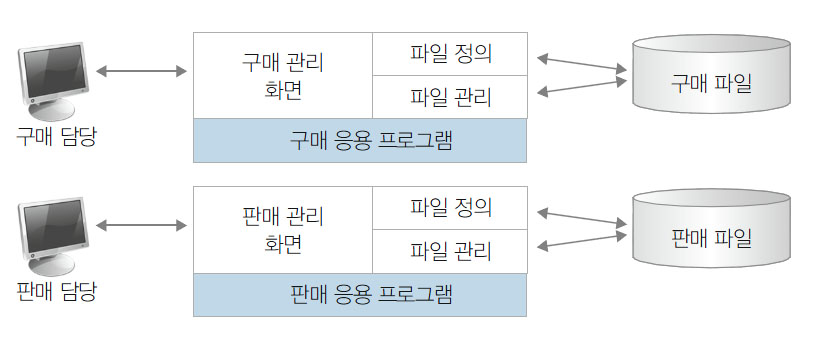 구매 관리
화면
파일 정의
파일 관리
구매 파일
구매 담당
구매 응용 프로그램
판매 관리
화면
파일 정의
파일 관리
판매 파일
판매 담당
판매 응용 프로그램